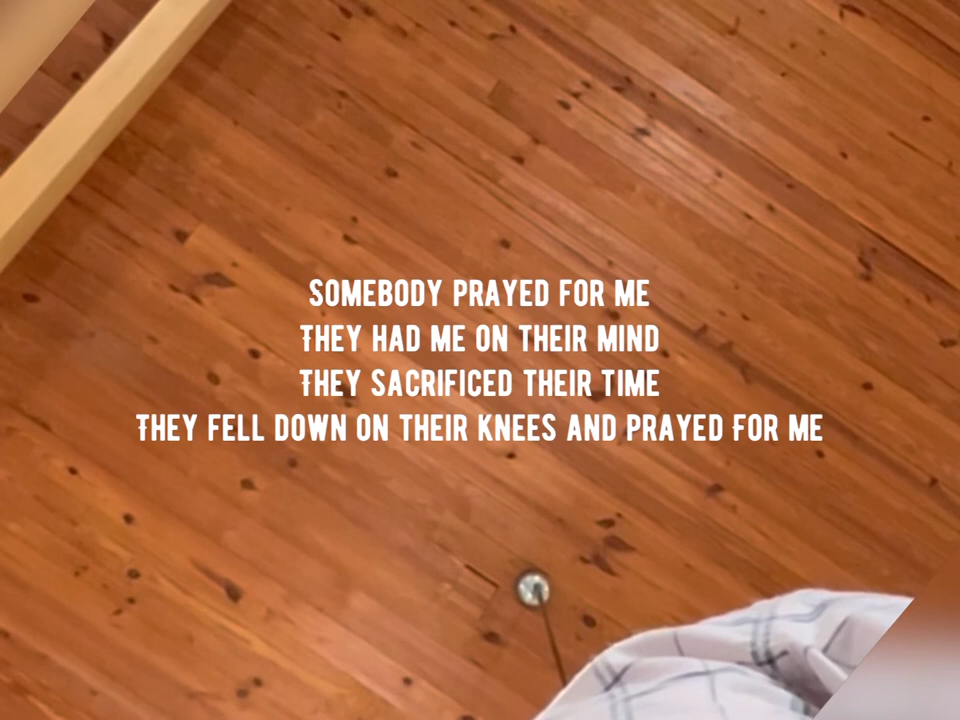 Somebody prayed for me
They had me on their mind
They Sacrificed their time
They fell down on their knees and prayed For me